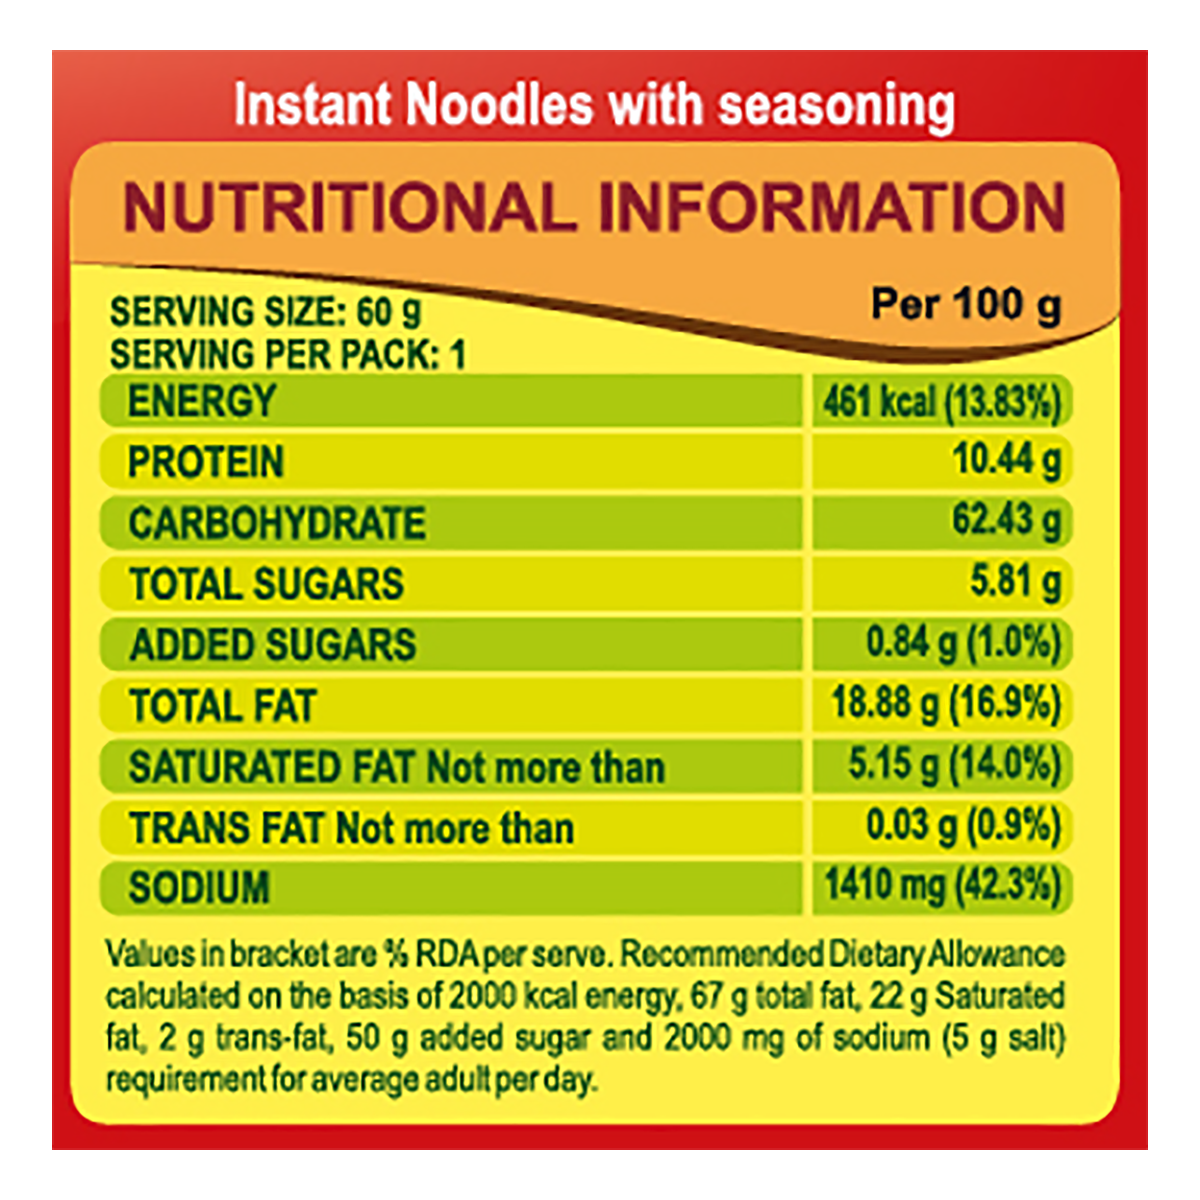 Instant Noodles with seasoning
NUTRITIONAL INFORMATION
Per 100 g
SERVING SIZE: 60 g
SERVING PER PACK: 1
ENERGY 461 kcal (13.83%)
PROTEIN 10.44 g
CARBOHYDRATE 62.43 g
TOTAL SUGARS 5.81 g
ADDED SUGARS 0.84 g (1.0%)
TOTAL FAT 18.88 g (16.9%)
SATURATED FAT Not more than 5.15 g (14.0%)
TRANS FAT Not more than 0.03 g (0.9%)
SODIUM 1410 mg (42.3%)
Values in bracket are % RDA per serve. Recommended Dietary Allowance
calculated on the basis of 2000 kcal energy, 67 g total fat, 22 g Saturated
fat, 2 g trans-fat, 50 g added sugar and 2000 mg of sodium (5 g salt)
requirement for average adult per day.